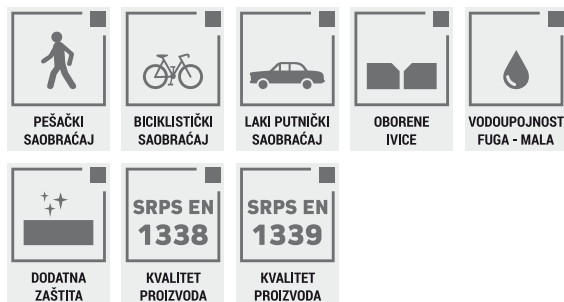 PEŠAČKI
SAOBRAĆAJ
BICIKLISTIČKI
SAOBRAĆAJ
LAKI PUTNIČKI
SAOBRAĆAJ
OBORENE
IVICE
VODOUPOJNOST
FUGA - MALA
DODATNA
ZAŠTITA
SRPS EN
1338
KVALITET
PROIZVODA
SRPS EN
1339
KVALITET
PROIZVODA